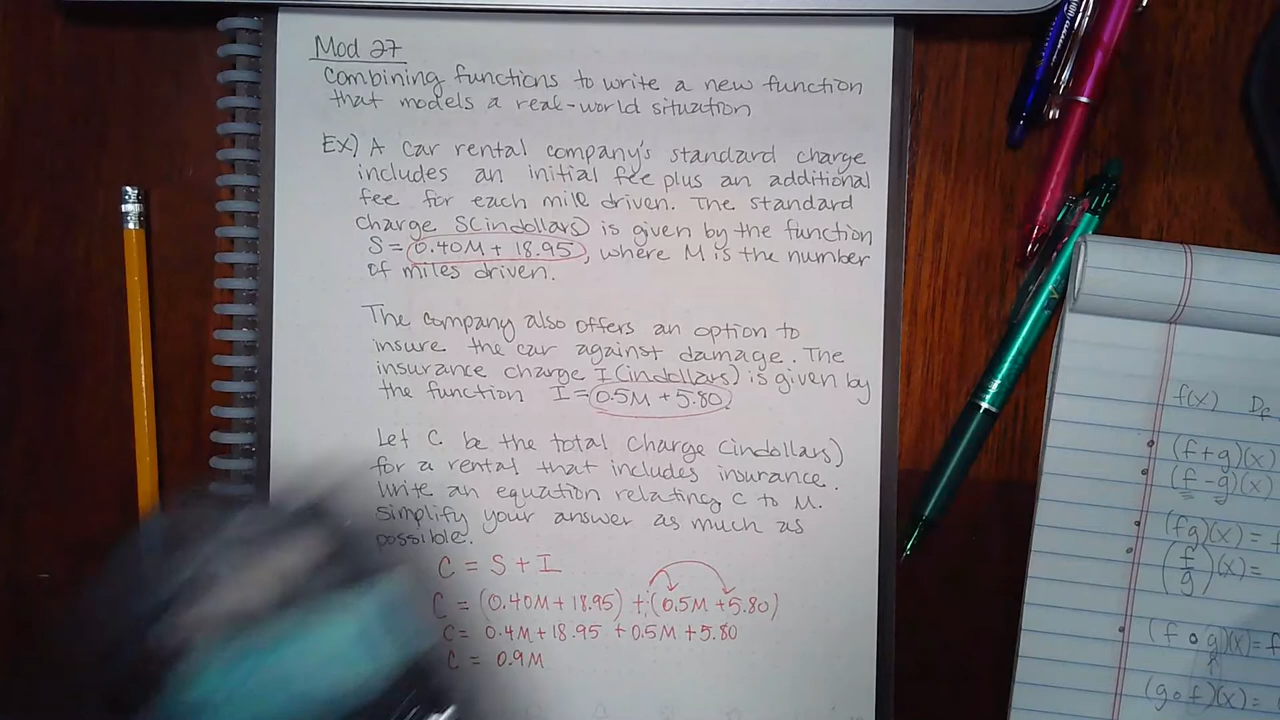 Mod 27
Combining functions to write a new function
that models a real-world situation
Ex) A car rental company's standard charge
includes an initial fee plus an additional
fee for each mile driven. The standard
charge S(in dollars) is given by the function
S = 0.40M + 18.95, where M is the number
of miles driven.
The company also offers an option to
insure the car against damage. The
insurance charge I (in dollars) is given by
the function I = 0.5M + 5.80.
Let C be the total charge (in dollars)
for a rental that includes insurance.
Write an equation relating C to M.
simplify your answer as much as
possible.
C = S + I
C = (0.40M + 18.95) + (0.5M + 5.80)
C = 0.4M + 18.95 + 0.5M + 5.80
C = 0.9M
f(x) D
(f+g)(x)
(f-g)(x)
(fg)(x) =
(f/g)(x) =
(f o g)(x) = f
(g o f)(x) =